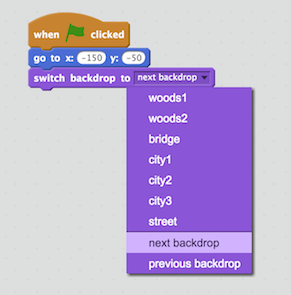 when clicked
go to x: -150 y: -50
switch backdrop to next backdrop
woods1
woods2
bridge
city1
city2
city3
street
next backdrop
previous backdrop